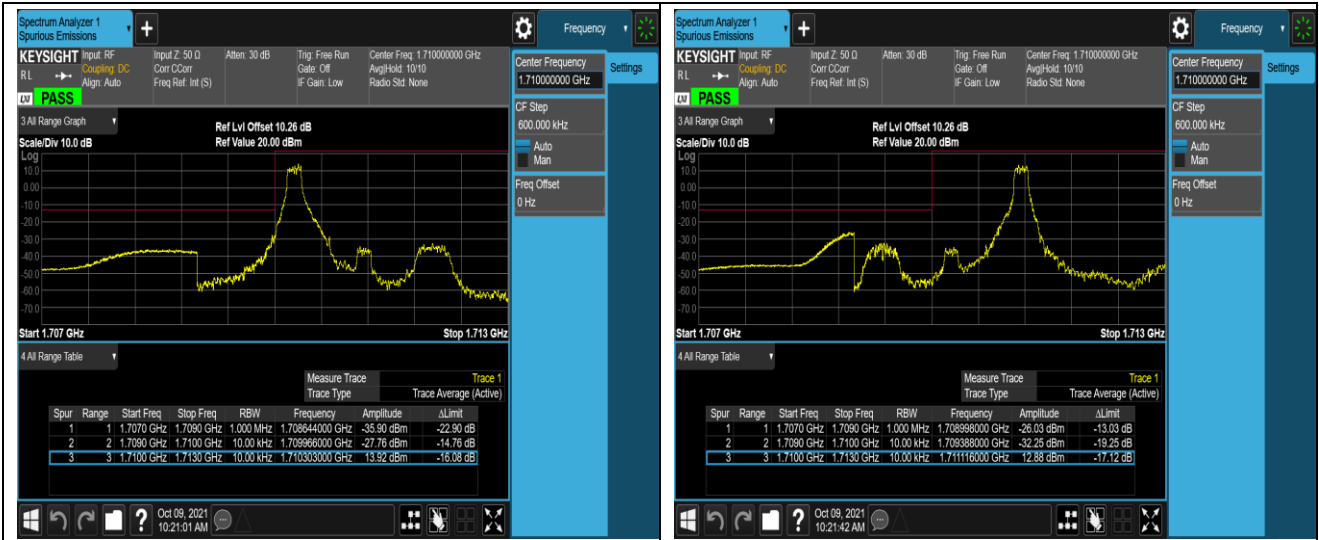 Spectrum Analyzer 1
Spurious Emissions
+
Frequency
KEYSIGHT Input: RF Input Z: 50 Ω Atten: 30 dB Trig: Free Run Center Freq: 1.710000000 GHz
RL Coupling: DC Corr CCorr Gate: Off Avg|Hold: 10/10
Align: Auto Freq Ref: Int (S) IF Gain: Low Radio Std: None
LXI PASS
Center Frequency
1.710000000 GHz
Settings
CF Step
600.000 kHz
Auto
Man
Freq Offset
0 Hz
3 All Range Graph
Ref Lvl Offset 10.26 dB
Scale/Div 10.0 dB Ref Value 20.00 dBm
Log
10.0
0.00
-10.0
-20.0
-30.0
-40.0
-50.0
-60.0
-70.0
Start 1.707 GHz Stop 1.713 GHz
4 All Range Table
Measure Trace Trace 1
Trace Type Trace Average (Active)
Spur Range Start Freq Stop Freq RBW Frequency Amplitude ΔLimit
1 1 1.7070 GHz 1.7090 GHz 1.000 MHz 1.708644000 GHz -35.90 dBm -22.90 dB
2 2 1.7090 GHz 1.7100 GHz 10.00 kHz 1.709966000 GHz -27.76 dBm -14.76 dB
3 3 1.7100 GHz 1.7130 GHz 10.00 kHz 1.710303000 GHz 13.92 dBm -16.08 dB
? Oct 09, 2021
10:21:01 AM
Spectrum Analyzer 1
Spurious Emissions
+
Frequency
KEYSIGHT Input: RF Input Z: 50 Ω Atten: 30 dB Trig: Free Run Center Freq: 1.710000000 GHz
RL Coupling: DC Corr CCorr Gate: Off Avg|Hold: 10/10
Align: Auto Freq Ref: Int (S) IF Gain: Low Radio Std: None
LXI PASS
Center Frequency
1.710000000 GHz
Settings
CF Step
600.000 kHz
Auto
Man
Freq Offset
0 Hz
3 All Range Graph
Ref Lvl Offset 10.26 dB
Scale/Div 10.0 dB Ref Value 20.00 dBm
Log
10.0
0.00
-10.0
-20.0
-30.0
-40.0
-50.0
-60.0
-70.0
Start 1.707 GHz Stop 1.713 GHz
4 All Range Table
Measure Trace Trace 1
Trace Type Trace Average (Active)
Spur Range Start Freq Stop Freq RBW Frequency Amplitude ΔLimit
1 1 1.7070 GHz 1.7090 GHz 1.000 MHz 1.708998000 GHz -26.03 dBm -13.03 dB
2 2 1.7090 GHz 1.7100 GHz 10.00 kHz 1.709388000 GHz -32.25 dBm -19.25 dB
3 3 1.7100 GHz 1.7130 GHz 10.00 kHz 1.711116000 GHz 12.88 dBm -17.12 dB
? Oct 09, 2021
10:21:42 AM